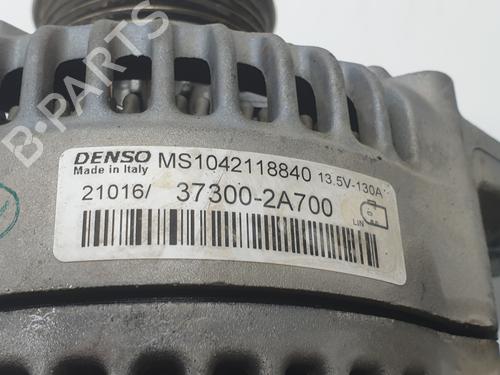 B-PARTS
DENSO MS1042118840 13.5V-130A
Made in Italy
21016/ 37300-2A700
LIN